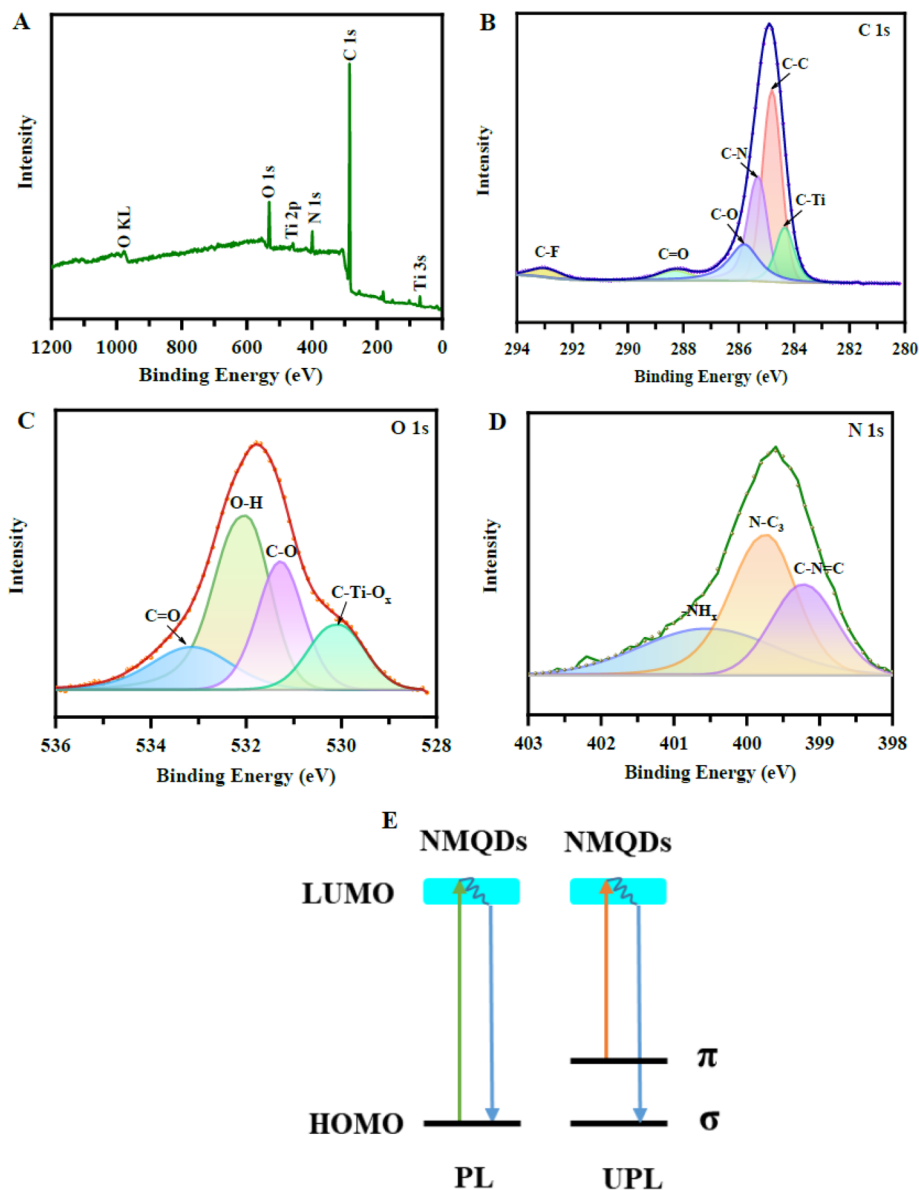 A
Intensity
O KL
O 1s
Ti 2p
N 1s
C 1s
Ti 3s
1200 1000 800 600 400 200 0
Binding Energy (eV)
B
C 1s
Intensity
C-C
C-N
C-O
C-Ti
C-F
C=O
294 292 290 288 286 284 282 280
Binding Energy (eV)
C
O 1s
Intensity
O-H
C-O
C-Ti-Oₓ
C=O
536 534 532 530 528
Binding Energy (eV)
D
N 1s
Intensity
N-C₃
C-N=C
-NHₓ
403 402 401 400 399 398
Binding Energy (eV)
E
NMQDs NMQDs
LUMO
π
HOMO σ
PL UPL